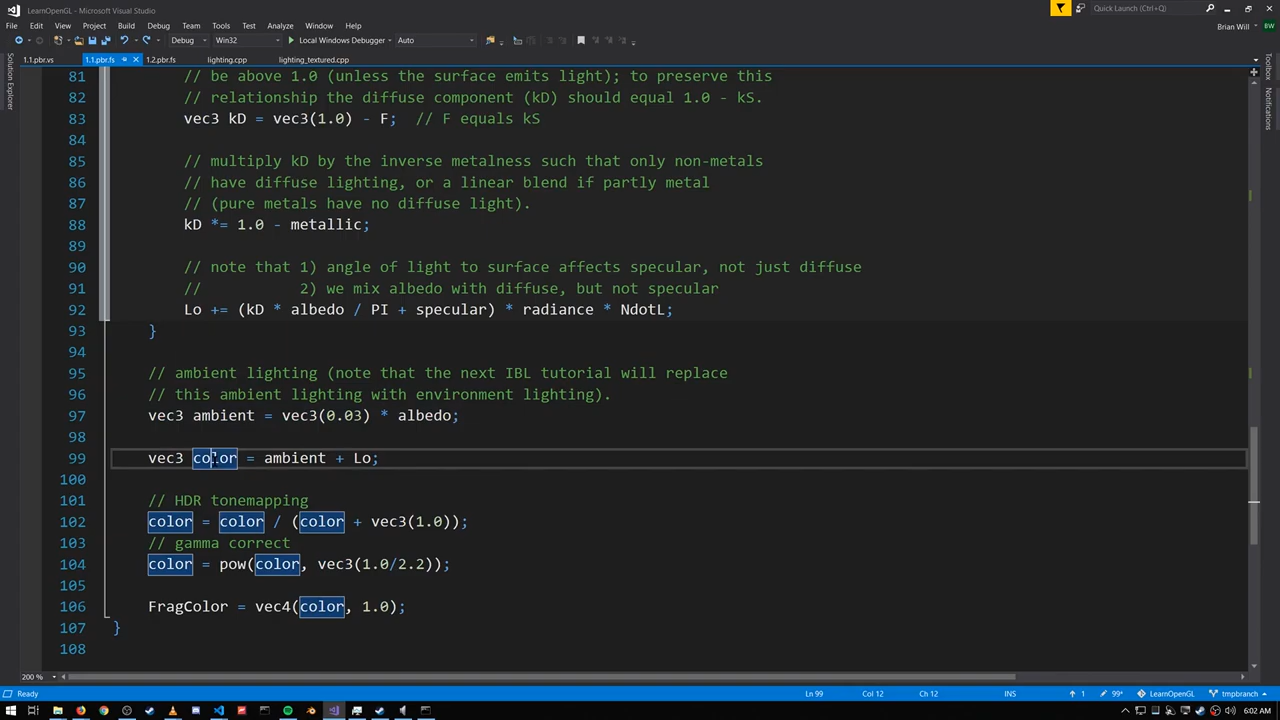 LearnOpenGL - Microsoft Visual Studio
Quick Launch (Ctrl+Q)
File Edit View Project Build Debug Team Tools Test Analyze Window Help
Brian Will BW
Debug Win32 Local Windows Debugger Auto
1.1.pbr.vs 1.1.pbr.fs 1.2.pbr.fs lighting.cpp lighting_textured.cpp
Solution Explorer
Toolbox
Notifications
81 // be above 1.0 (unless the surface emits light); to preserve this
82 // relationship the diffuse component (kD) should equal 1.0 - kS.
83 vec3 kD = vec3(1.0) - F; // F equals kS
84
85 // multiply kD by the inverse metalness such that only non-metals
86 // have diffuse lighting, or a linear blend if partly metal
87 // (pure metals have no diffuse light).
88 kD *= 1.0 - metallic;
89
90 // note that 1) angle of light to surface affects specular, not just diffuse
91 // 2) we mix albedo with diffuse, but not specular
92 Lo += (kD * albedo / PI + specular) * radiance * NdotL;
93 }
94
95 // ambient lighting (note that the next IBL tutorial will replace
96 // this ambient lighting with environment lighting).
97 vec3 ambient = vec3(0.03) * albedo;
98
99 vec3 color = ambient + Lo;
100
101 // HDR tonemapping
102 color = color / (color + vec3(1.0));
103 // gamma correct
104 color = pow(color, vec3(1.0/2.2));
105
106 FragColor = vec4(color, 1.0);
107 }
108
200 %
Ready Ln 99 Col 12 Ch 12 INS 1 99* LearnOpenGL tmpbranch
6:02 AM